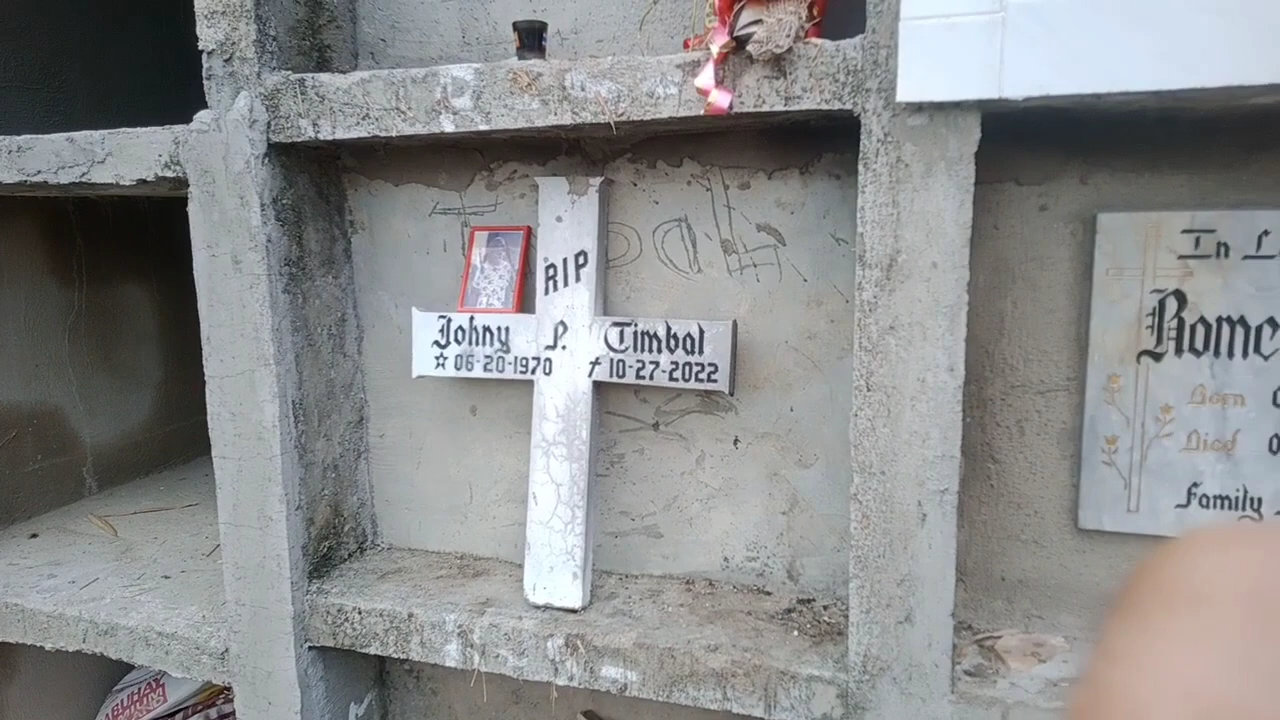 RIP
Johny P. Timbal
06-20-1970 10-27-2022
In
Rome
Born
Died
Family